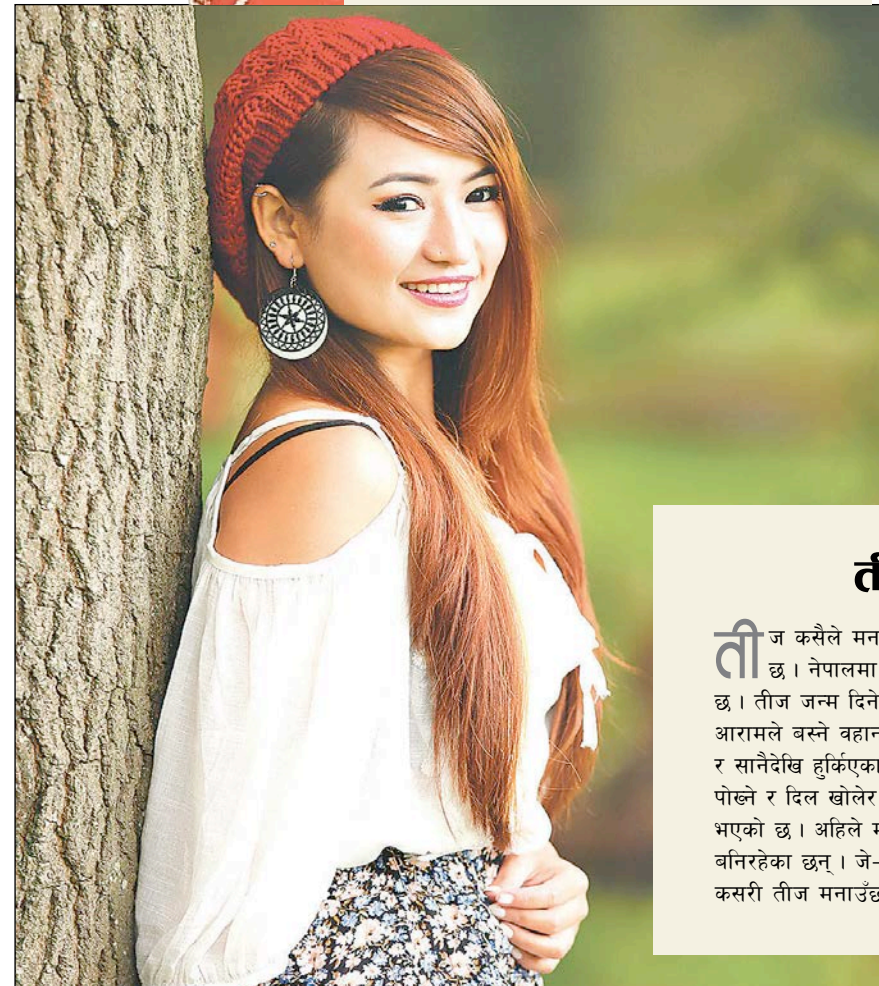 ती
तीज कसैले मन
छ । नेपालमा
छ । तीज जन्म दिने
आरामले बस्ने वहान
र सानैदेखि हुर्किएका
पोख्ने र दिल खोलेर
भएको छ । अहिले म
बनिरहेका छन् । जे-
कसरी तीज मनाउँछ